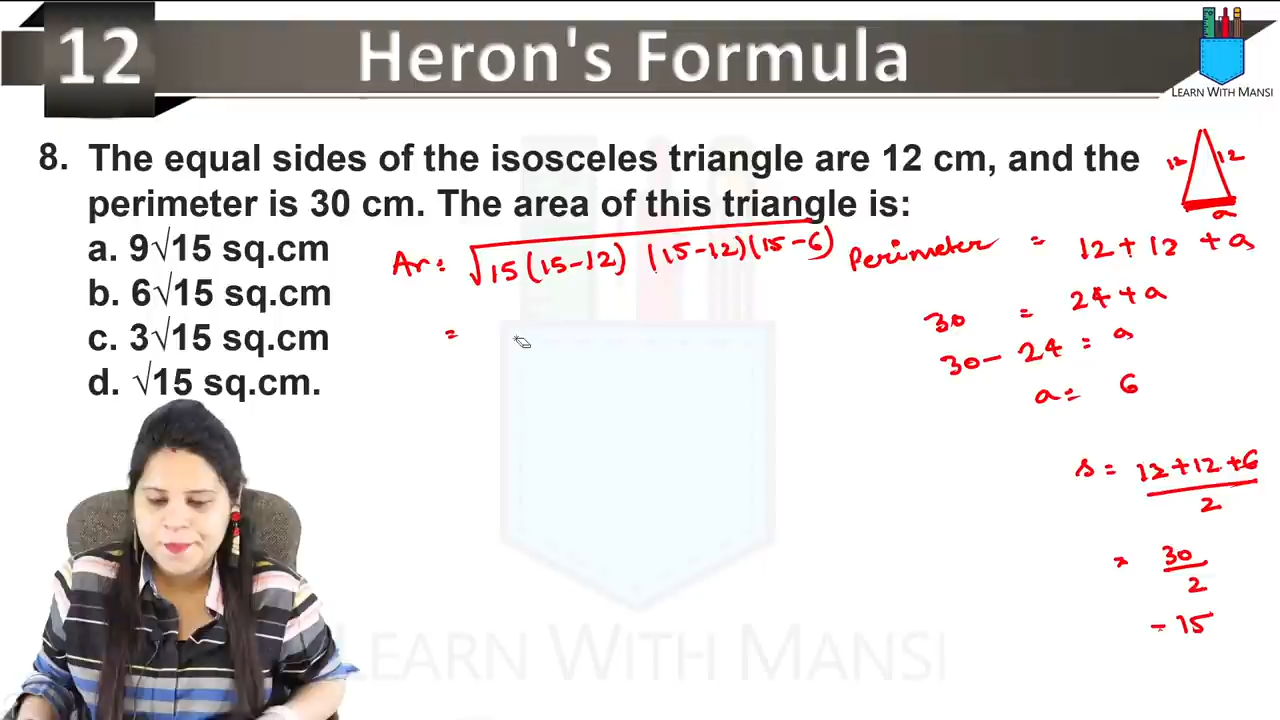 12 Heron's Formula
LEARN WITH MANSI
8. The equal sides of the isosceles triangle are 12 cm, and the
perimeter is 30 cm. The area of this triangle is:
a. 9√15 sq.cm
b. 6√15 sq.cm
c. 3√15 sq.cm
d. √15 sq.cm.
12 12
a
Ar = √15(15-12) (15-12)(15-6)
=
Perimeter = 12+12 +a
30 = 24+a
30- 24 = a
a = 6
s = 12+12+6
2
= 30
2
= 15
LEARN WITH MANSI